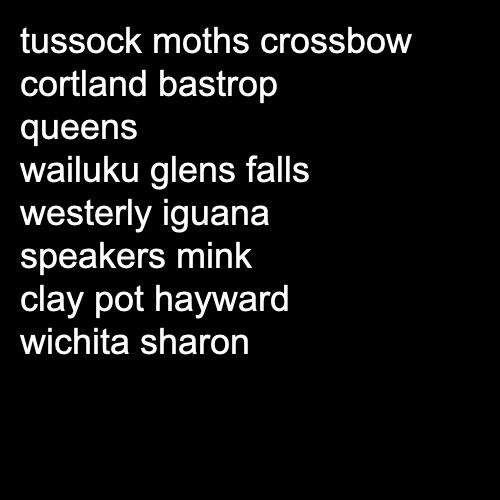 tussock moths crossbow
cortland bastrop
queens
wailuku glens falls
westerly iguana
speakers mink
clay pot hayward
wichita sharon